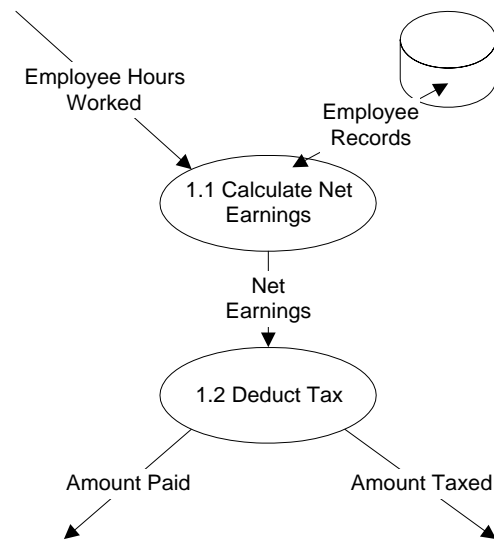 Employee Hours
Worked
Employee
Records
1.1 Calculate Net
Earnings
Net
Earnings
1.2 Deduct Tax
Amount Paid
Amount Taxed